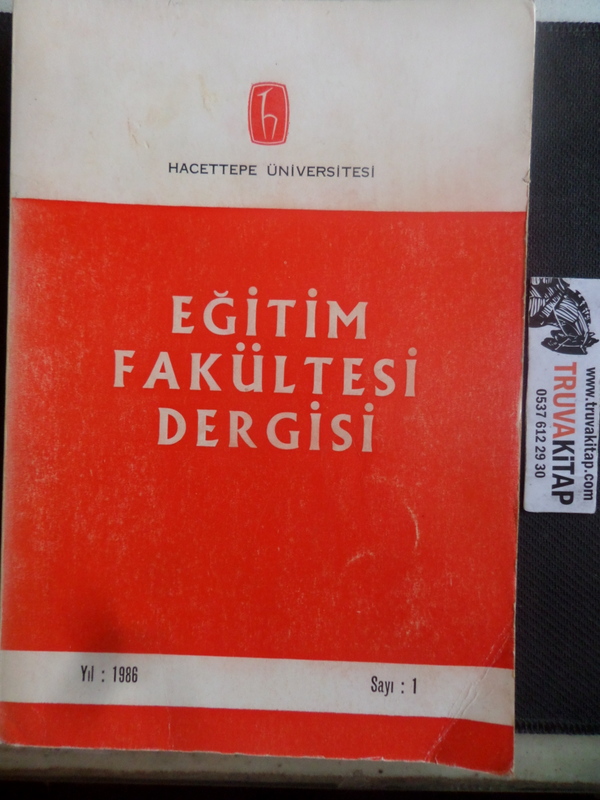 HACETTEPE ÜNİVERSİTESİ
EĞİTİM
FAKÜLTESİ
DERGİSİ
Yıl : 1986
Sayı : 1
www.truvakitap.com
TRUVAKİTAP
0537 612 29 30